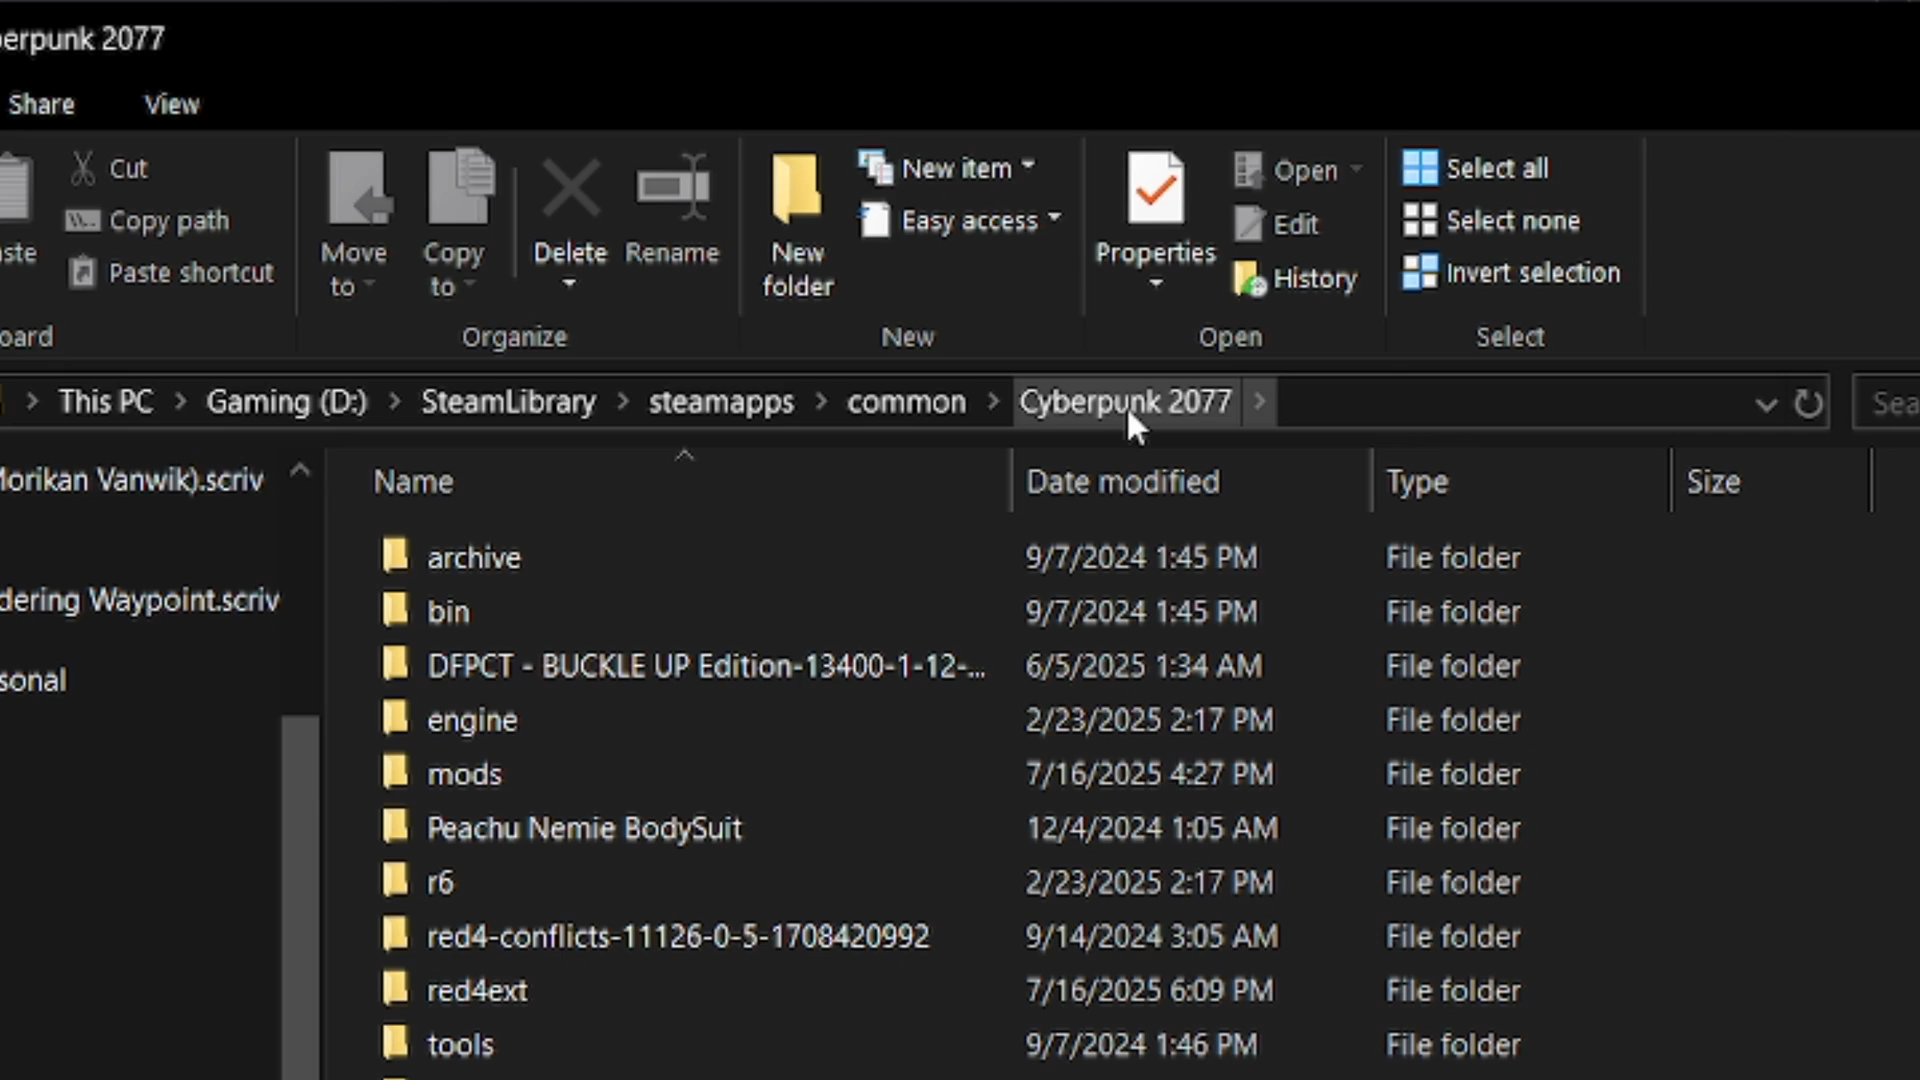 erpunk 2077
Share View
Cut
Copy path
Paste shortcut
Move to
Copy to
Delete
Rename
New folder
New item
Easy access
Properties
Open
Edit
History
Select all
Select none
Invert selection
Organize New Open Select
This PC > Gaming (D:) > SteamLibrary > steamapps > common > Cyberpunk 2077 >
Morikan Vanwik).scriv
dering Waypoint.scriv
sonal
Name Date modified Type Size
archive 9/7/2024 1:45 PM File folder
bin 9/7/2024 1:45 PM File folder
DFPCT - BUCKLE UP Edition-13400-1-12-... 6/5/2025 1:34 AM File folder
engine 2/23/2025 2:17 PM File folder
mods 7/16/2025 4:27 PM File folder
Peachu Nemie BodySuit 12/4/2024 1:05 AM File folder
r6 2/23/2025 2:17 PM File folder
red4-conflicts-11126-0-5-1708420992 9/14/2024 3:05 AM File folder
red4ext 7/16/2025 6:09 PM File folder
tools 9/7/2024 1:46 PM File folder